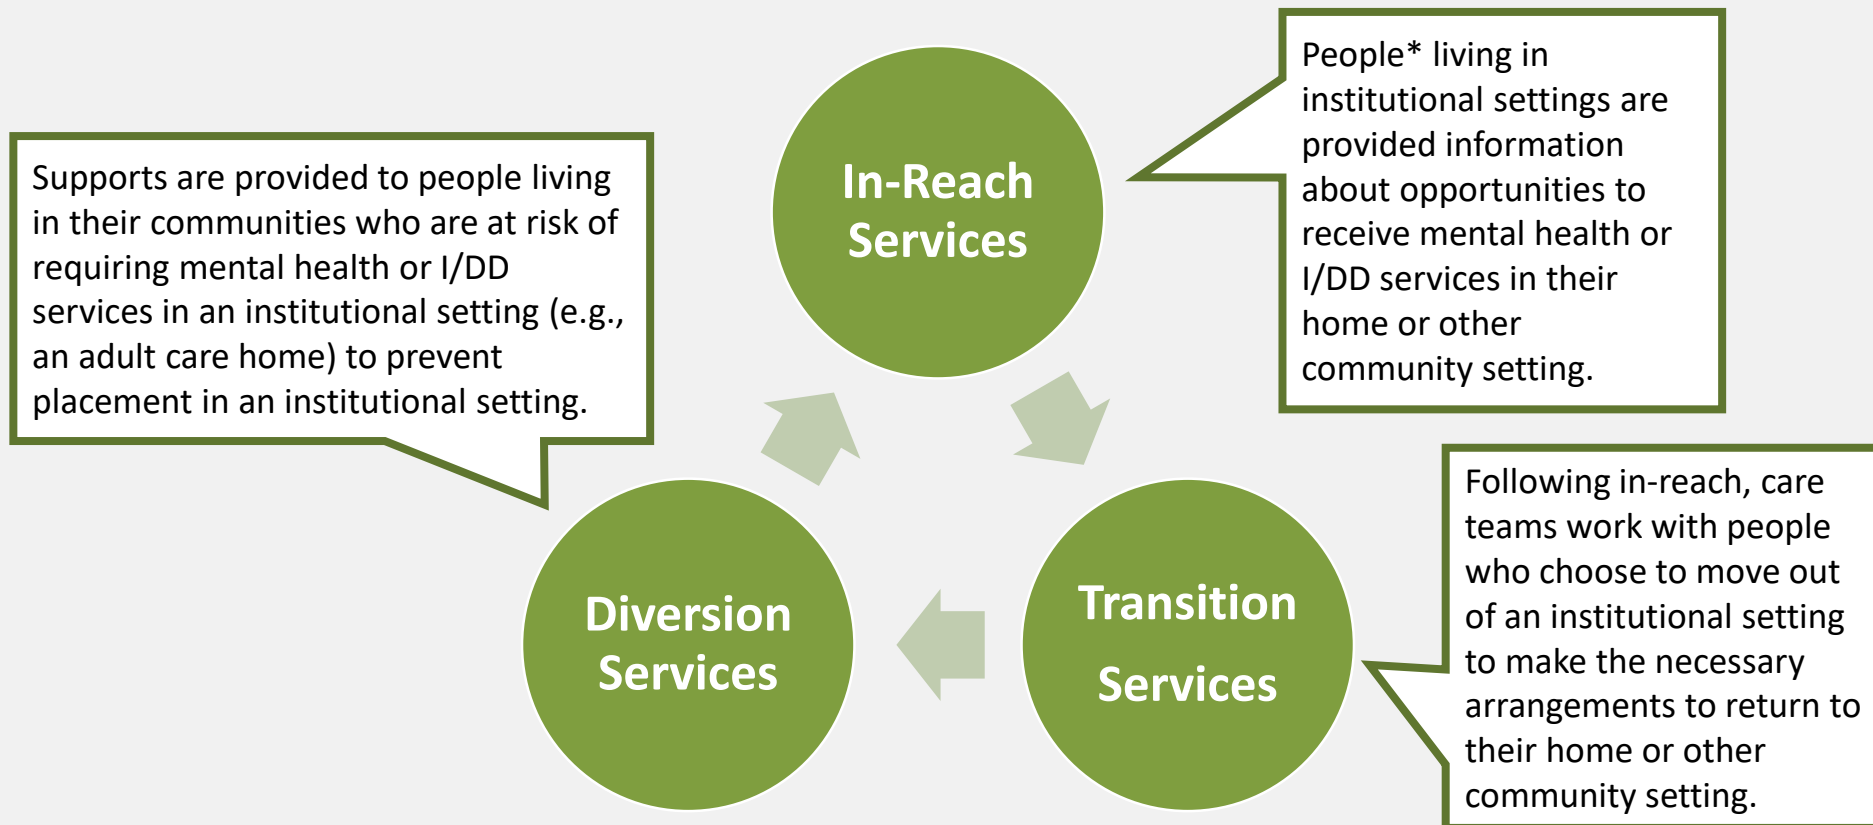 In-Reach
Services
People* living in
institutional settings are
provided information
about opportunities to
receive mental health or
I/DD services in their
home or other
community setting.
Supports are provided to people living
in their communities who are at risk of
requiring mental health or I/DD
services in an institutional setting (e.g.,
an adult care home) to prevent
placement in an institutional setting.
Diversion
Services
Transition
Services
Following in-reach, care
teams work with people
who choose to move out
of an institutional setting
to make the necessary
arrangements to return to
their home or other
community setting.